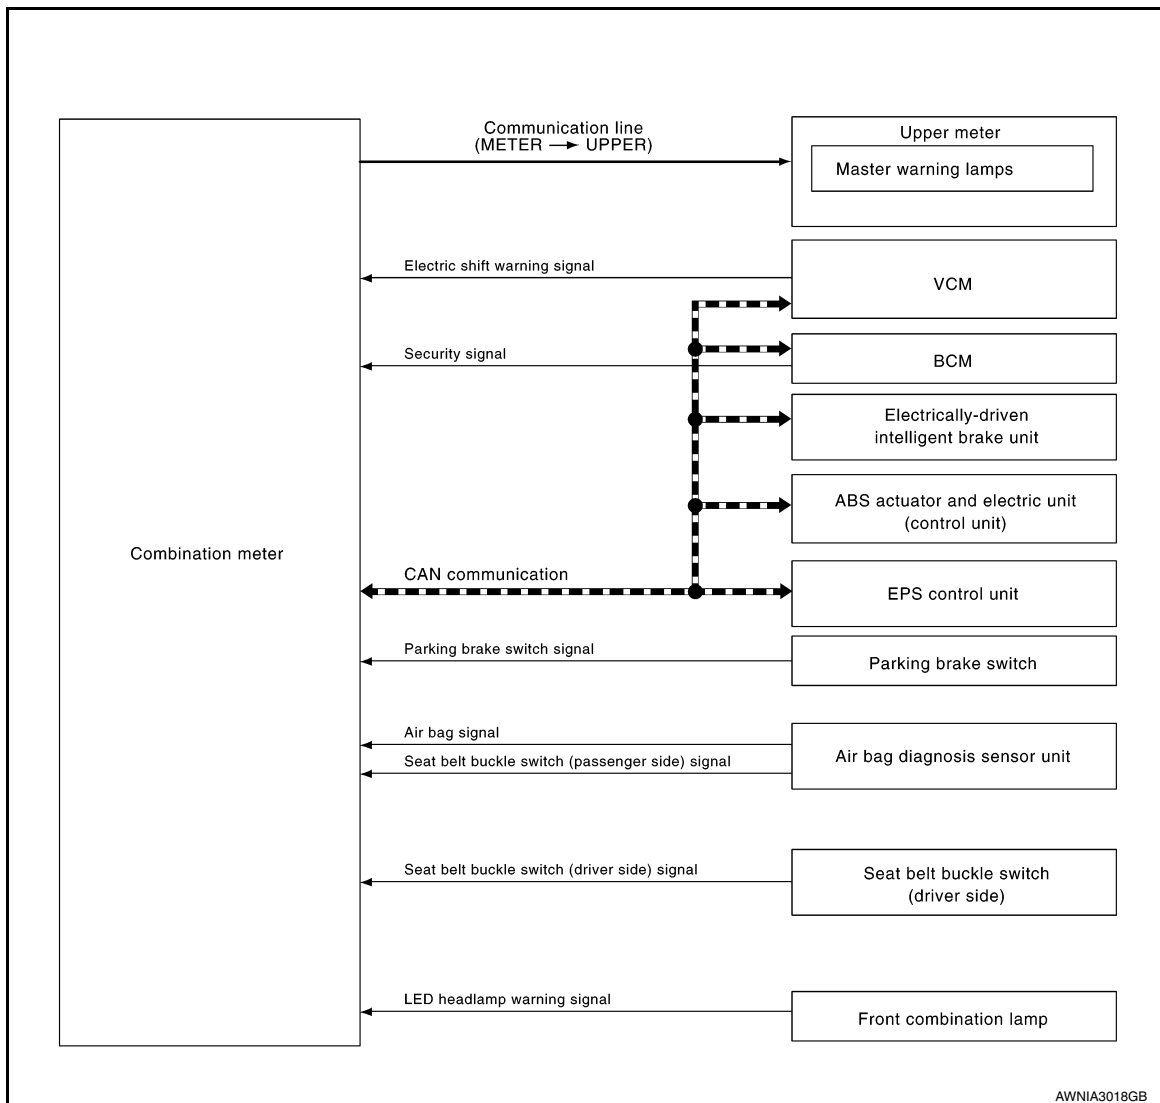 Communication line
(METER → UPPER)
Upper meter
Master warning lamps
Electric shift warning signal
VCM
Security signal
BCM
Electrically-driven
intelligent brake unit
ABS actuator and electric unit
(control unit)
Combination meter
CAN communication
EPS control unit
Parking brake switch signal
Parking brake switch
Air bag signal
Seat belt buckle switch (passenger side) signal
Air bag diagnosis sensor unit
Seat belt buckle switch (driver side) signal
Seat belt buckle switch
(driver side)
LED headlamp warning signal
Front combination lamp
AWNIA3018GB